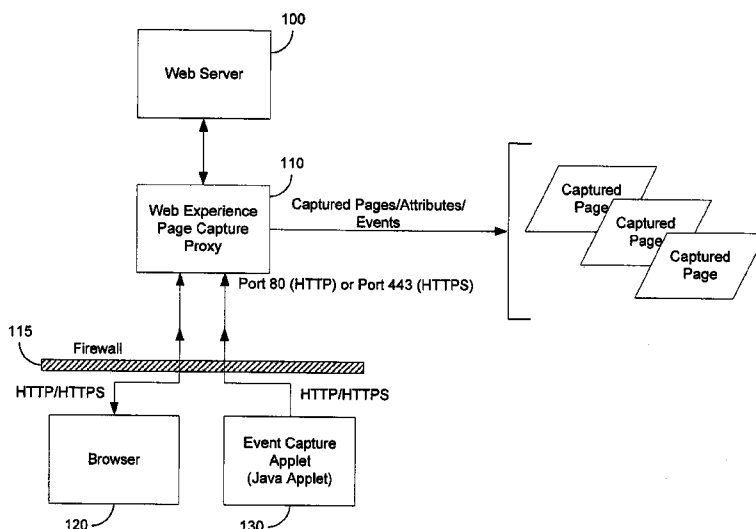 100
Web Server
110
Web Experience
Page Capture
Proxy
Captured Pages/Attributes/
Events
Captured
Page
Captured
Page
Captured
Page
Port 80 (HTTP) or Port 443 (HTTPS)
115
Firewall
HTTP/HTTPS
HTTP/HTTPS
Browser
Event Capture
Applet
(Java Applet)
120
130